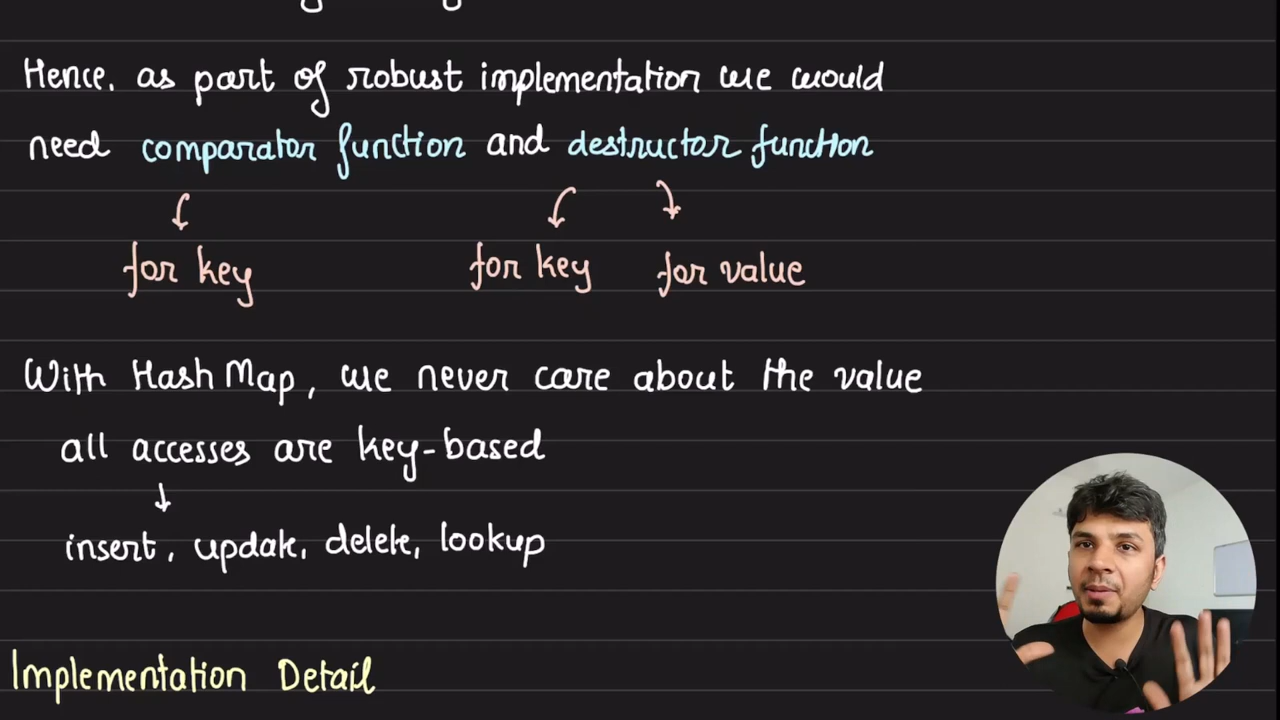 Hence, as part of robust implementation we would
need comparator function and destructor function
for key for key for value
With HashMap, we never care about the value
all accesses are key-based
insert, update, delete, lookup
Implementation Detail